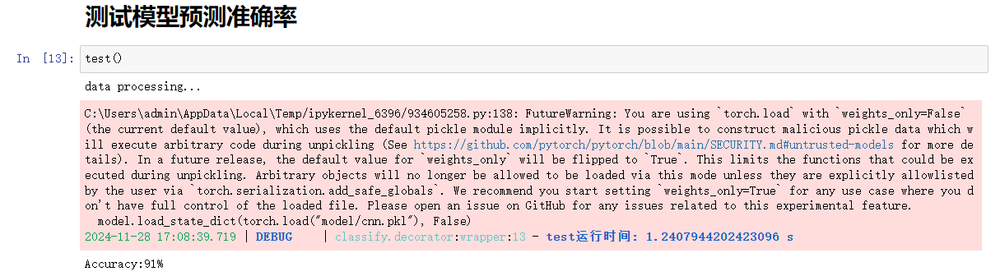 测试模型预测准确率
In [13]: test()
data processing...
C:\Users\admin\AppData\Local\Temp/ipykernel_6396/934605258.py:138: FutureWarning: You are using `torch.load` with `weights_only=False`
(the current default value), which uses the default pickle module implicitly. It is possible to construct malicious pickle data which w
ill execute arbitrary code during unpickling (See https://github.com/pytorch/pytorch/blob/main/SECURITY.md#untrusted-models for more de
tails). In a future release, the default value for `weights_only` will be flipped to `True`. This limits the functions that could be ex
ecuted during unpickling. Arbitrary objects will no longer be allowed to be loaded via this mode unless they are explicitly allowlisted
by the user via `torch.serialization.add_safe_globals`. We recommend you start setting `weights_only=True` for any use case where you d
on't have full control of the loaded file. Please open an issue on GitHub for any issues related to this experimental feature.
model.load_state_dict(torch.load("model/cnn.pkl"), False)
2024-11-28 17:08:39.719 | DEBUG    | classify.decorator:wrapper:13 - test运行时间: 1.2407944202423096 s
Accuracy:91%